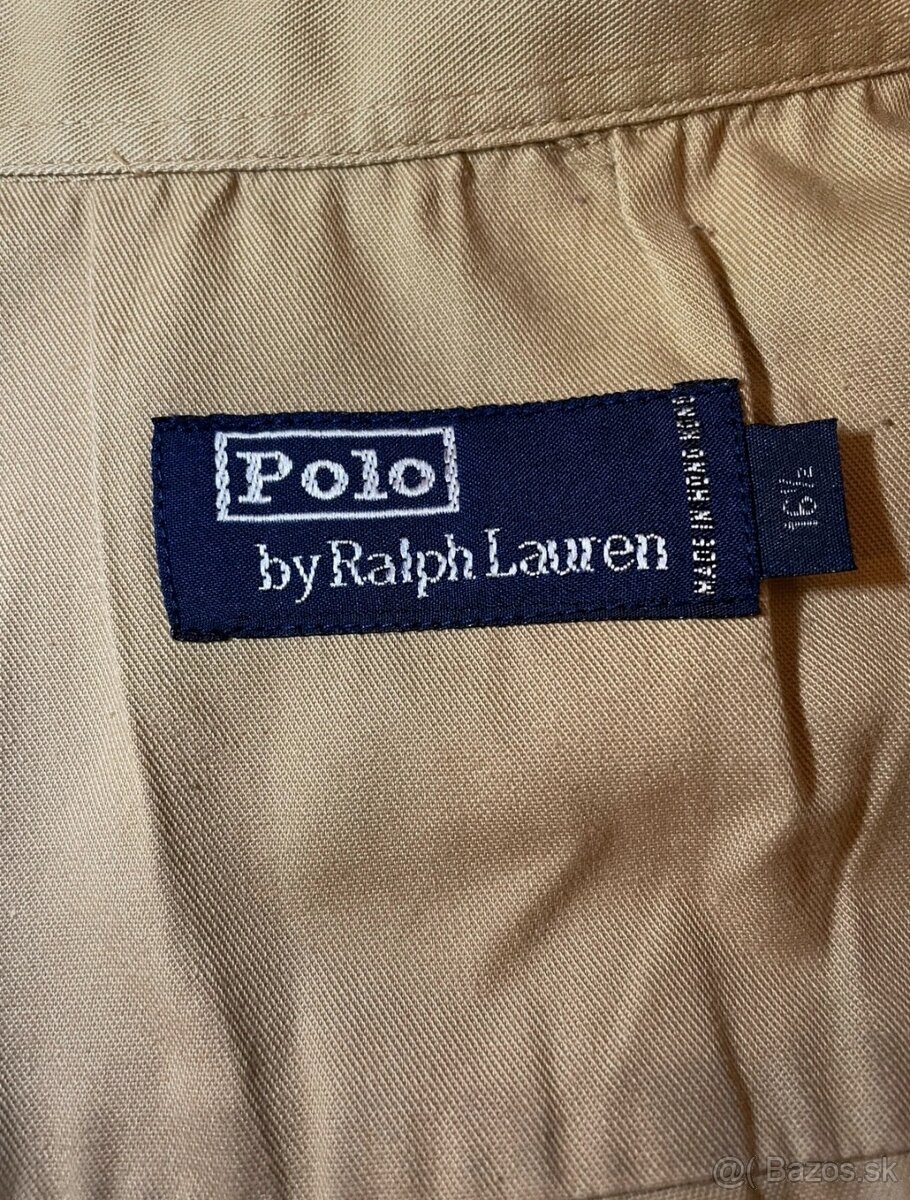 Polo
by Ralph Lauren
MADE IN HONG KONG
16½
@( Bazos.sk